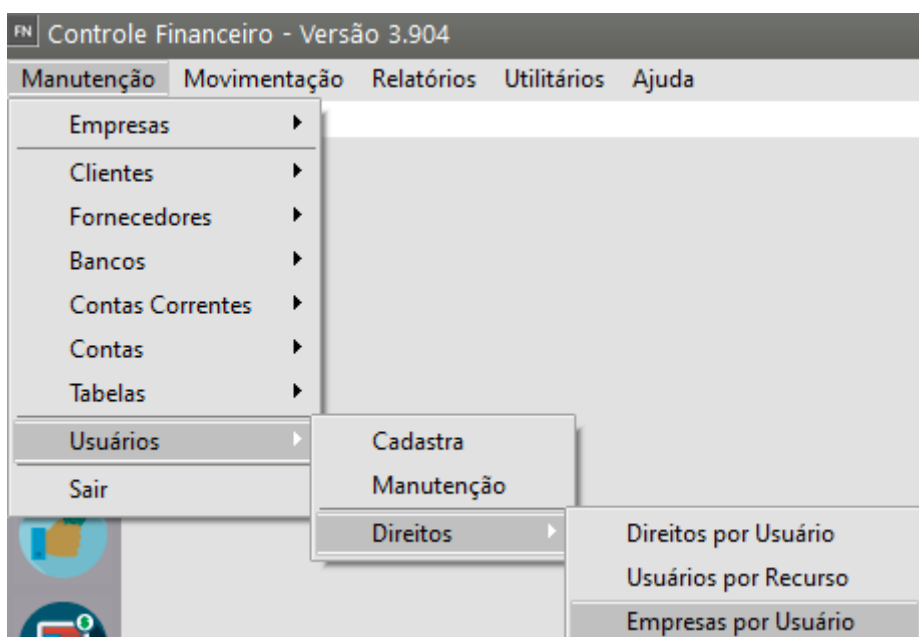 FN Controle Financeiro - Versão 3.904
Manutenção Movimentação Relatórios Utilitários Ajuda
Empresas
Clientes
Fornecedores
Bancos
Contas Correntes
Contas
Tabelas
Usuários
Sair
Cadastra
Manutenção
Direitos
Direitos por Usuário
Usuários por Recurso
Empresas por Usuário
$